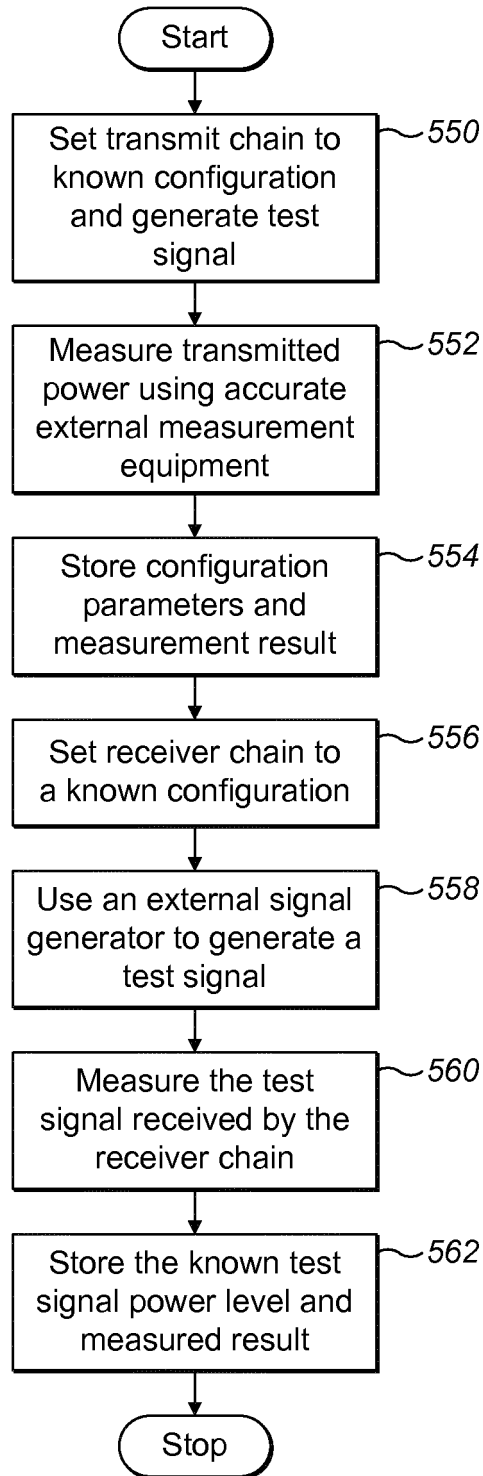 Start
Set transmit chain to
known configuration
and generate test
signal
550
Measure transmitted
power using accurate
external measurement
equipment
552
Store configuration
parameters and
measurement result
554
Set receiver chain to
a known configuration
556
Use an external signal
generator to generate a
test signal
558
Measure the test
signal received by the
receiver chain
560
Store the known test
signal power level and
measured result
562
Stop